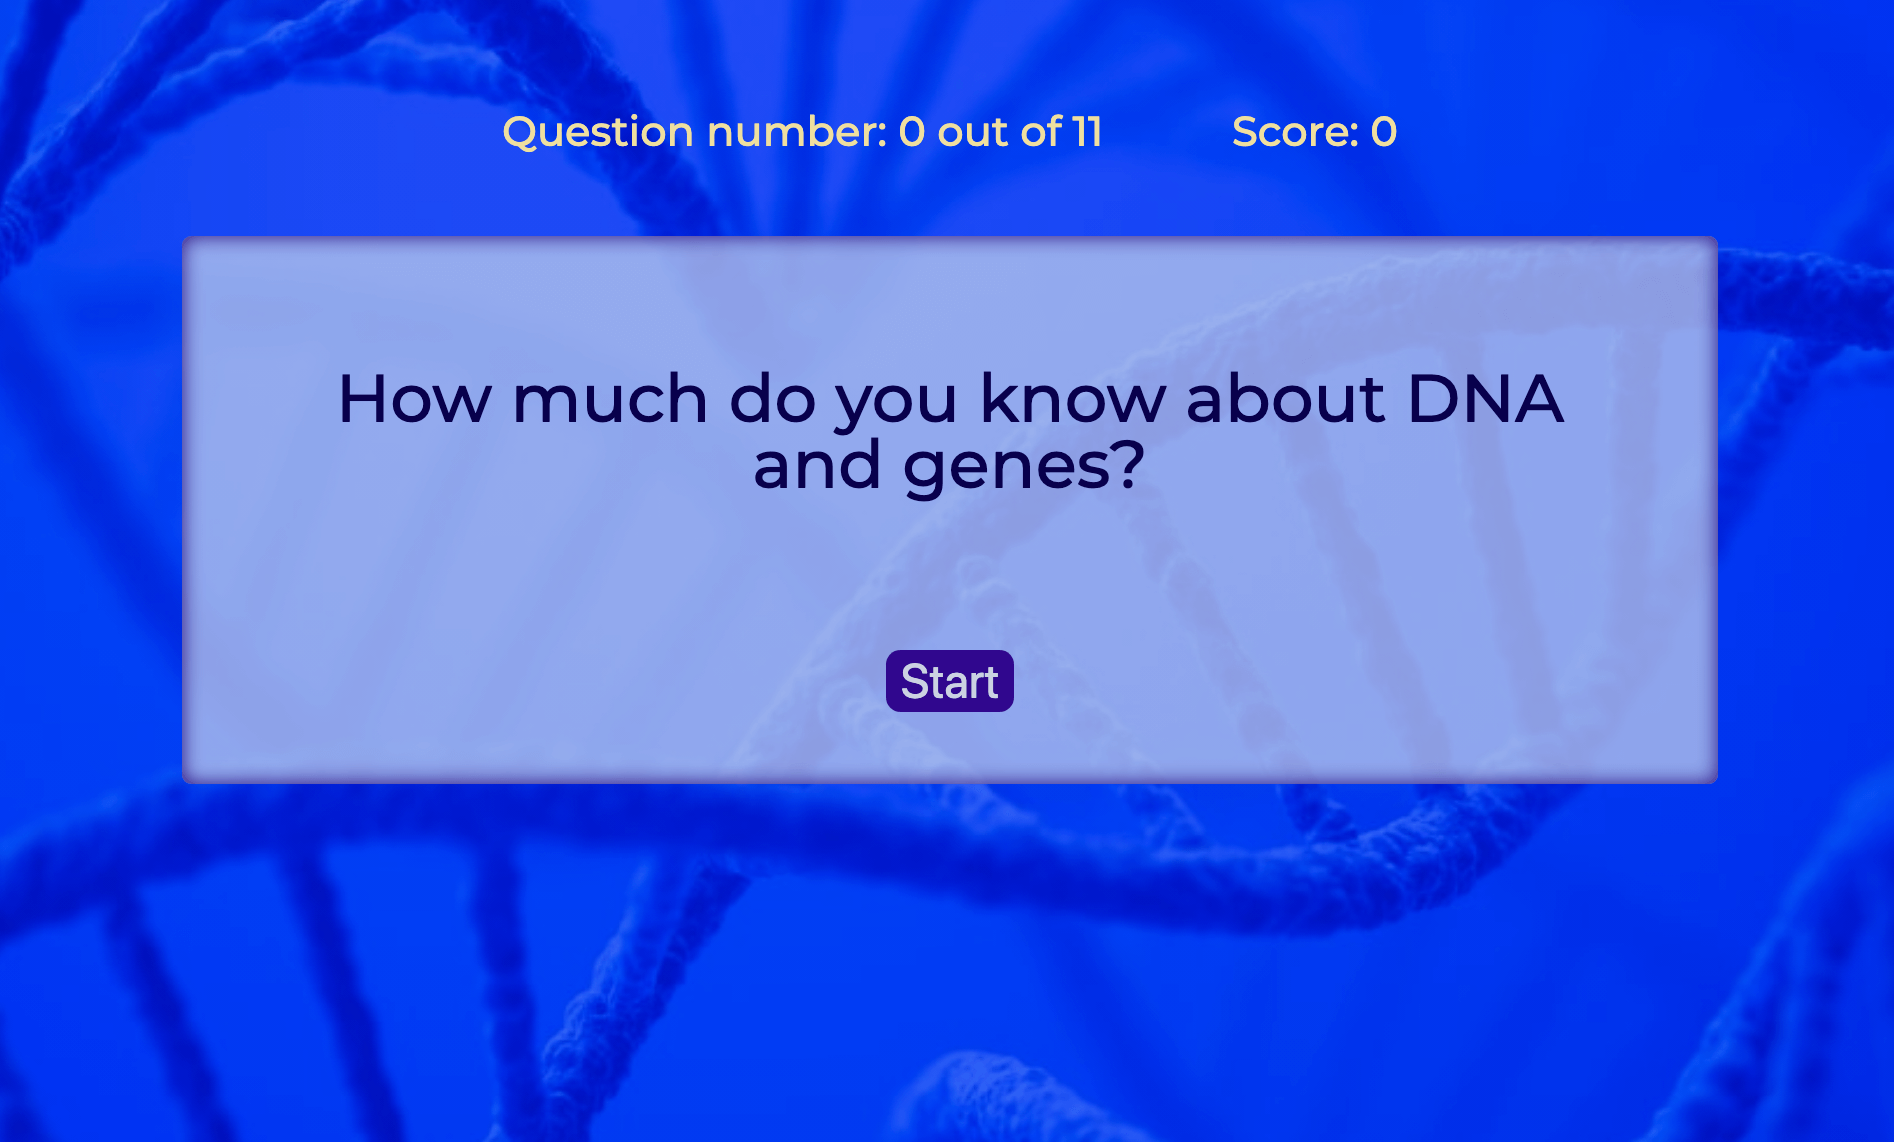 Question number: 0 out of 11 Score: 0
How much do you know about DNA
and genes?
Start